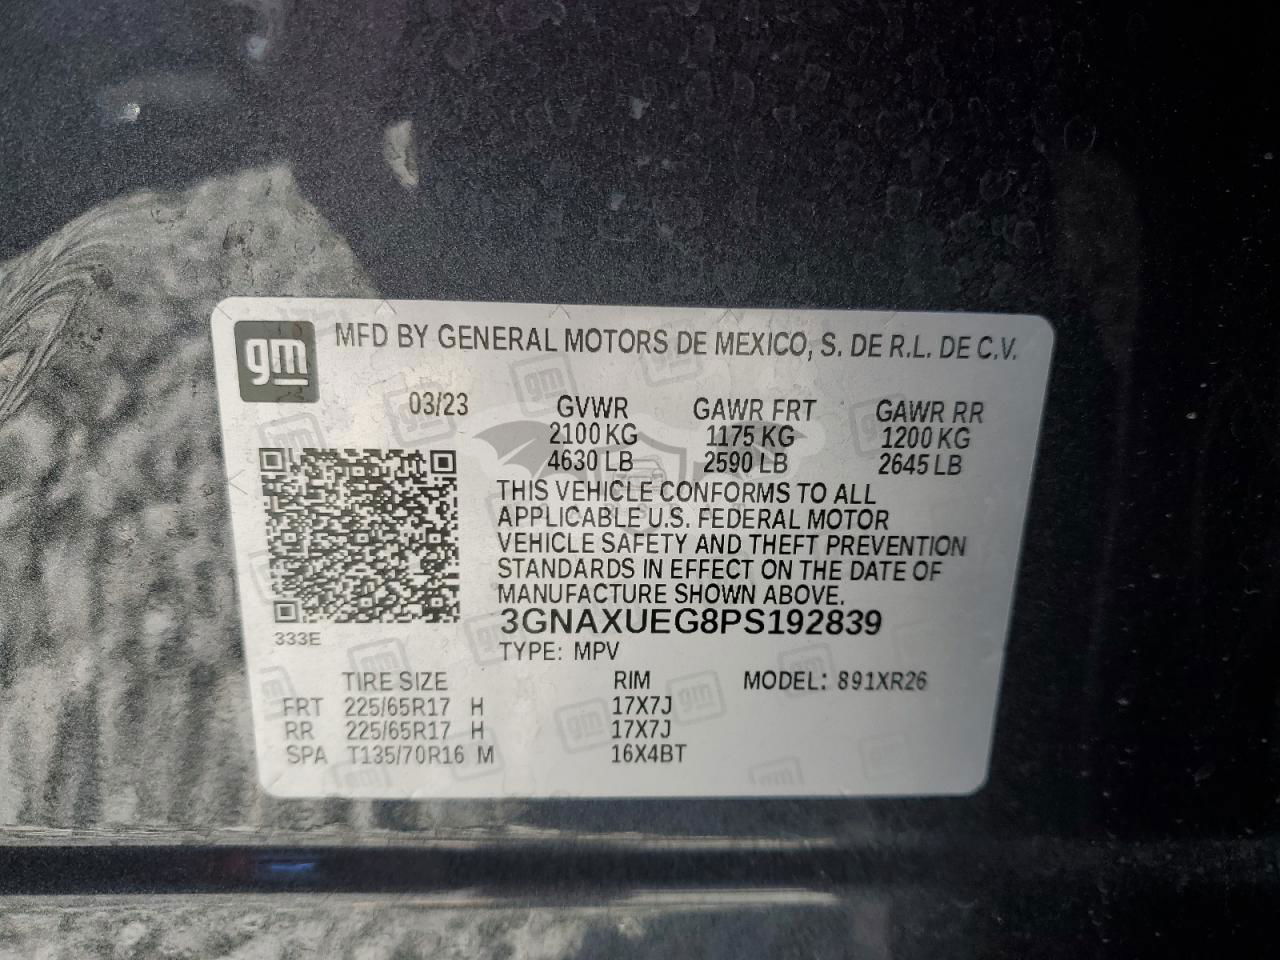 gm MFD BY GENERAL MOTORS DE MEXICO, S. DE R.L. DE C.V.
03/23 GVWR GAWR FRT GAWR RR
2100 KG 1175 KG 1200 KG
4630 LB 2590 LB 2645 LB
THIS VEHICLE CONFORMS TO ALL
APPLICABLE U.S. FEDERAL MOTOR
VEHICLE SAFETY AND THEFT PREVENTION
STANDARDS IN EFFECT ON THE DATE OF
MANUFACTURE SHOWN ABOVE.
3GNAXUEG8PS192839
333E
TYPE: MPV
TIRE SIZE RIM MODEL: 891XR26
FRT 225/65R17 H 17X7J
RR 225/65R17 H 17X7J
SPA T135/70R16 M 16X4BT